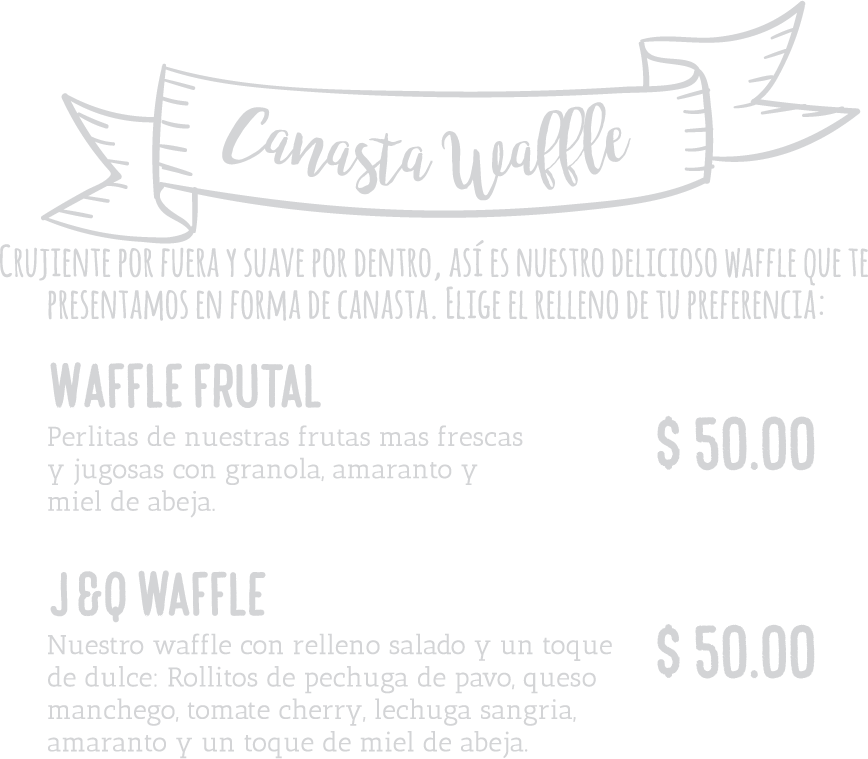 Canasta Waffle
Crujiente por fuera y suave por dentro, así es nuestro delicioso waffle que te
presentamos en forma de canasta. Elige el relleno de tu preferencia:
WAFFLE FRUTAL
Perlitas de nuestras frutas mas frescas
y jugosas con granola, amaranto y
miel de abeja.
$ 50.00
J &Q WAFFLE
Nuestro waffle con relleno salado y un toque
de dulce: Rollitos de pechuga de pavo, queso
manchego, tomate cherry, lechuga sangria,
amaranto y un toque de miel de abeja.
$ 50.00